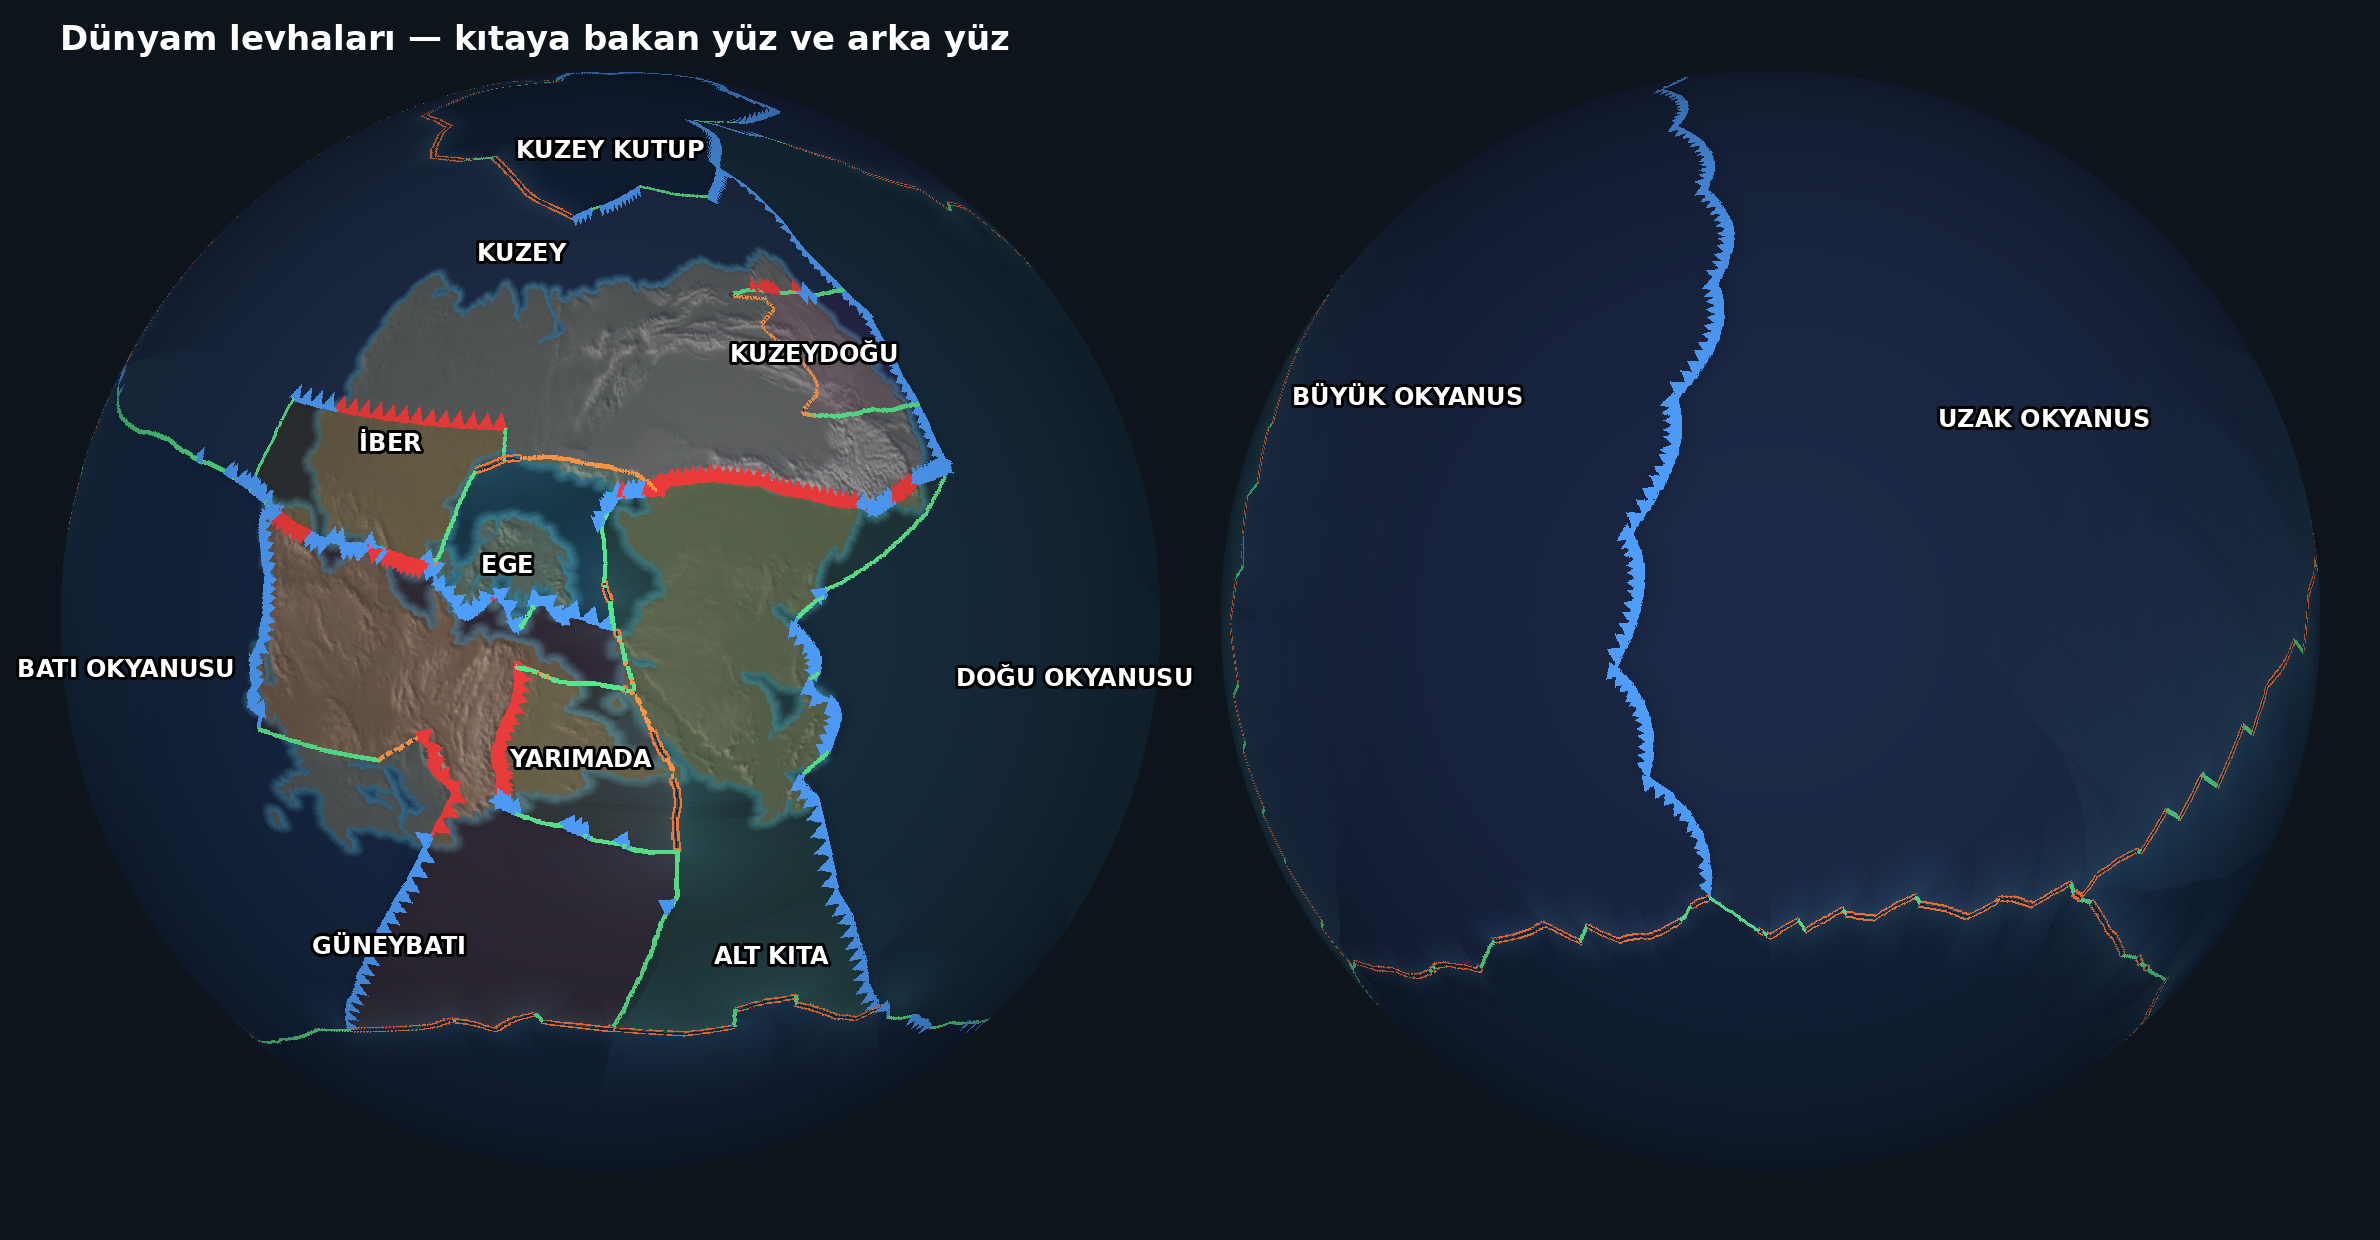 Dünyam levhaları — kıtaya bakan yüz ve arka yüz
KUZEY KUTUP
KUZEY
KUZEYDOĞU
İBER
EGE
BATI OKYANUSU
DOĞU OKYANUSU
YARIMADA
GÜNEYBATI
ALT KITA
BÜYÜK OKYANUS
UZAK OKYANUS